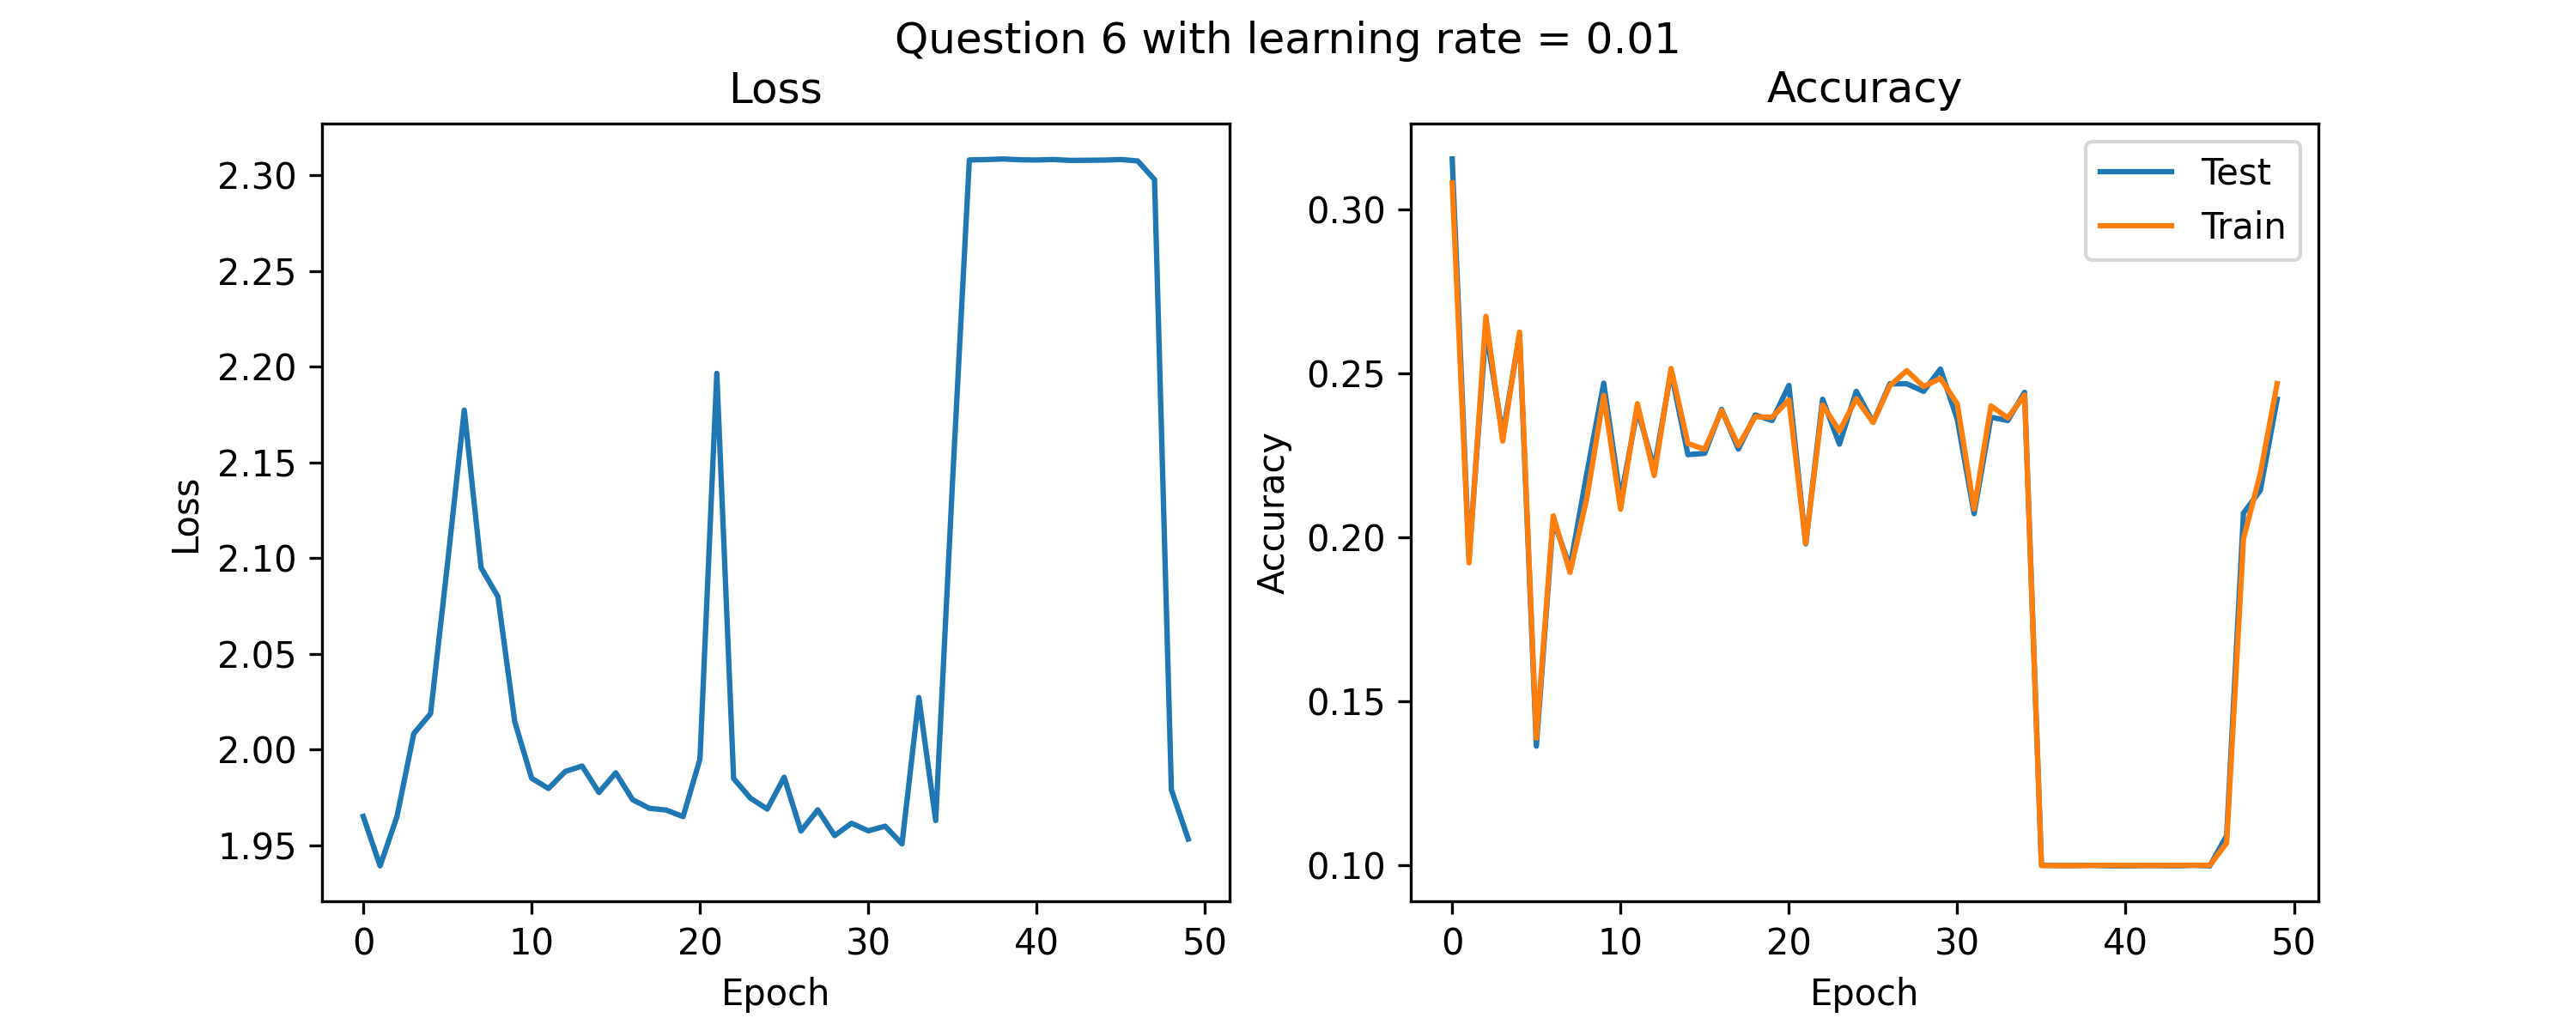 Question 6 with learning rate = 0.01
Loss
Loss
2.30
2.25
2.20
2.15
2.10
2.05
2.00
1.95
0 10 20 30 40 50
Epoch
Accuracy
Accuracy
0.30
0.25
0.20
0.15
0.10
Test
Train
0 10 20 30 40 50
Epoch